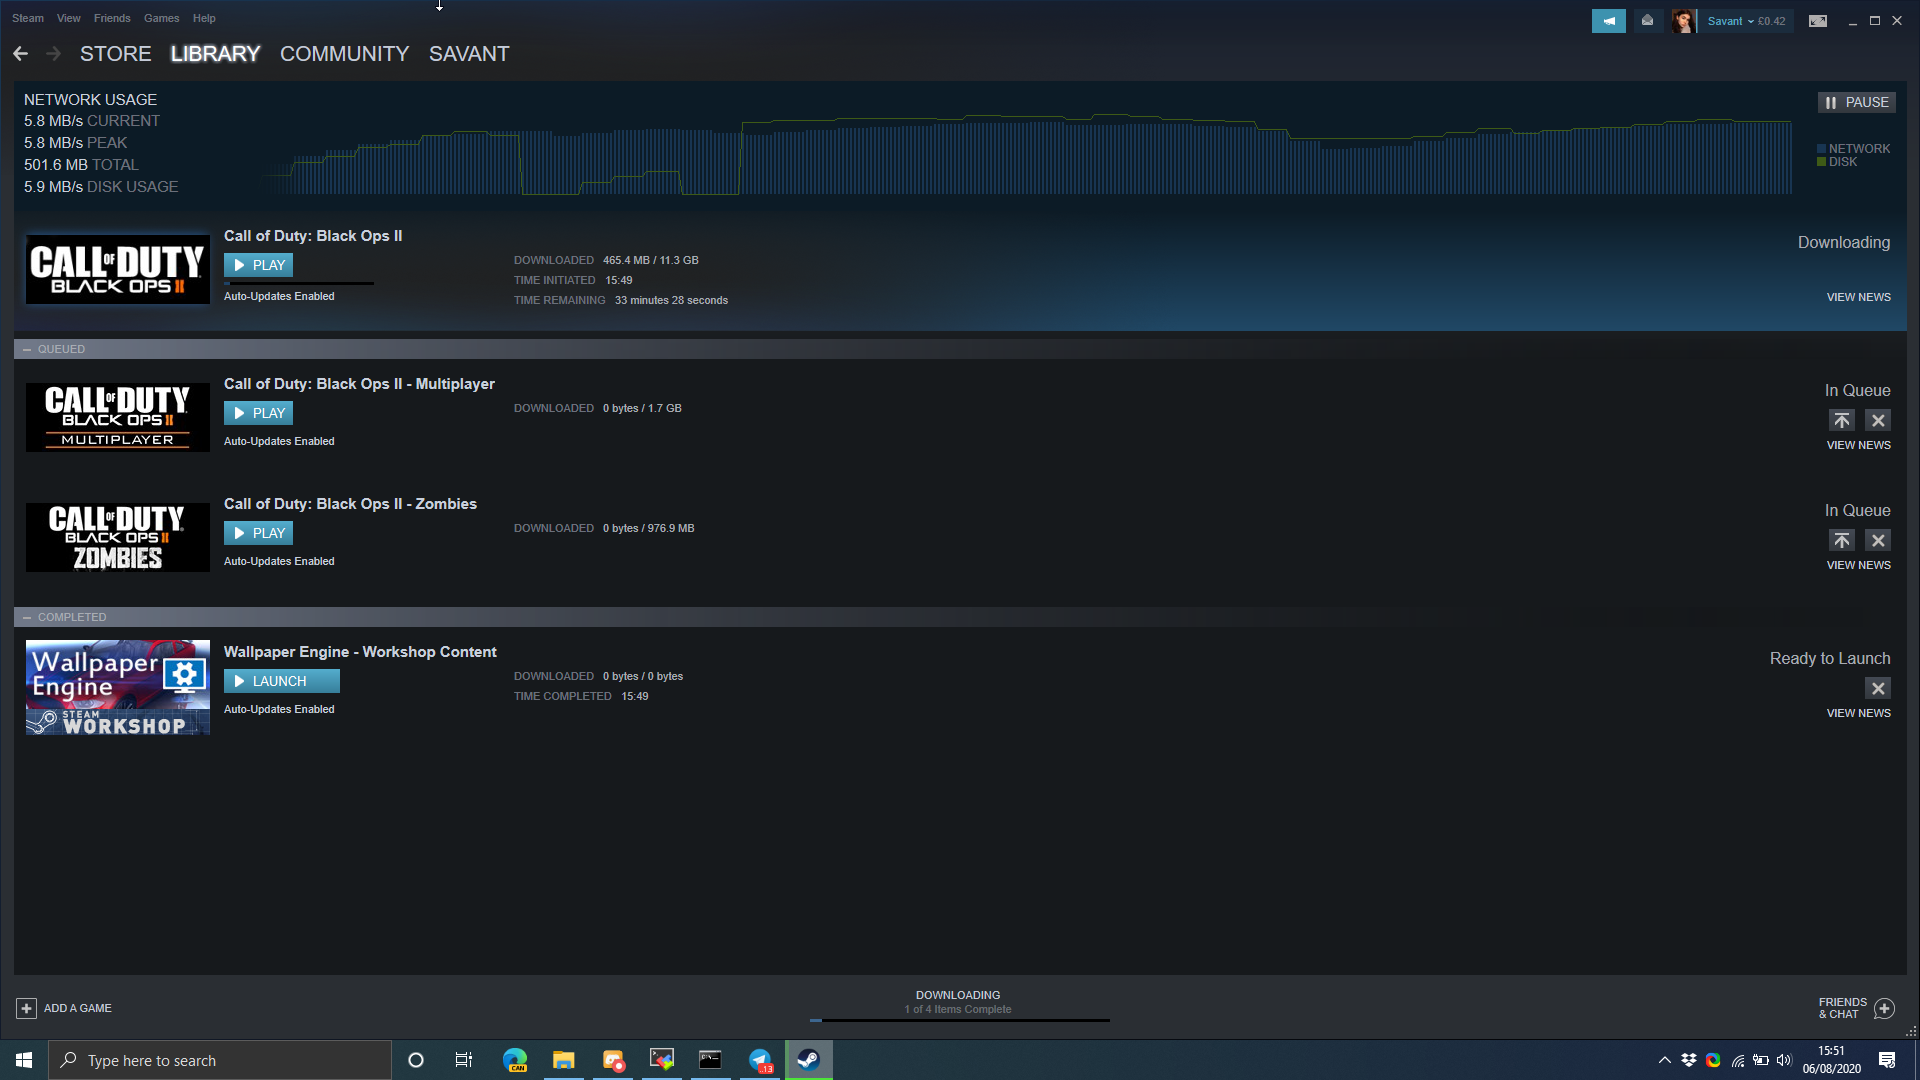 Steam View Friends Games Help
Savant £0.42
STORE LIBRARY COMMUNITY SAVANT
NETWORK USAGE
5.8 MB/s CURRENT
5.8 MB/s PEAK
501.6 MB TOTAL
5.9 MB/s DISK USAGE
PAUSE
NETWORK
DISK
CALL OF DUTY
BLACK OPS II
Call of Duty: Black Ops II
PLAY
Auto-Updates Enabled
DOWNLOADED 465.4 MB / 11.3 GB
TIME INITIATED 15:49
TIME REMAINING 33 minutes 28 seconds
Downloading
VIEW NEWS
QUEUED
CALL OF DUTY
BLACK OPS II
MULTIPLAYER
Call of Duty: Black Ops II - Multiplayer
PLAY
Auto-Updates Enabled
DOWNLOADED 0 bytes / 1.7 GB
In Queue
VIEW NEWS
CALL OF DUTY
BLACK OPS II
ZOMBIES
Call of Duty: Black Ops II - Zombies
PLAY
Auto-Updates Enabled
DOWNLOADED 0 bytes / 976.9 MB
In Queue
VIEW NEWS
COMPLETED
Wallpaper
Engine
STEAM
WORKSHOP
Wallpaper Engine - Workshop Content
LAUNCH
Auto-Updates Enabled
DOWNLOADED 0 bytes / 0 bytes
TIME COMPLETED 15:49
Ready to Launch
VIEW NEWS
ADD A GAME
DOWNLOADING
1 of 4 Items Complete
FRIENDS
& CHAT
Type here to search
CAN
..13
15:51
06/08/2020